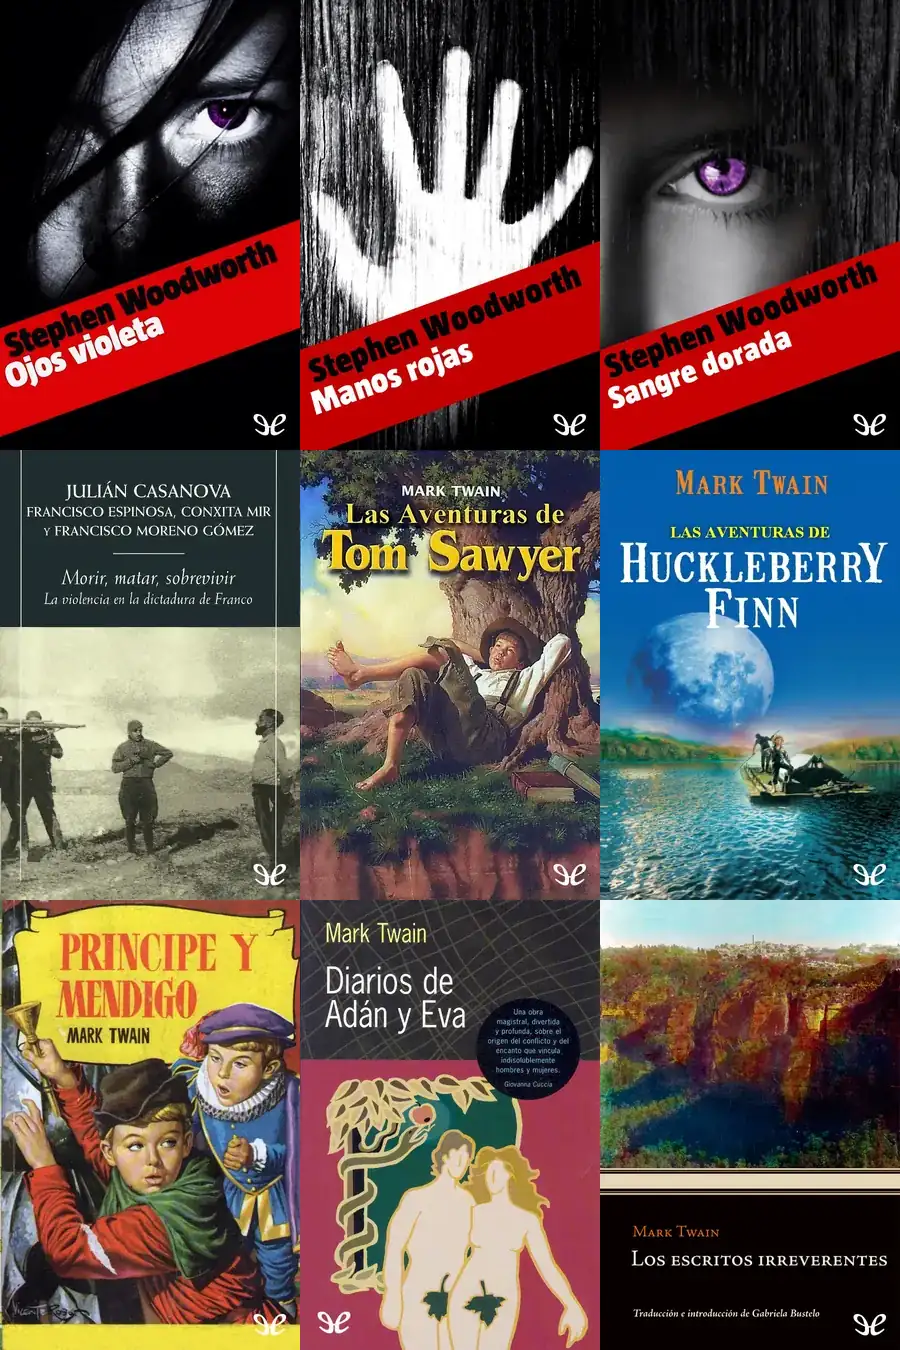 Stephen Woodworth
Ojos violeta
Stephen Woodworth
Manos rojas
Stephen Woodworth
Sangre dorada
JULIÁN CASANOVA
FRANCISCO ESPINOSA, CONXITA MIR
Y FRANCISCO MORENO GÓMEZ
Morir, matar, sobrevivir
La violencia en la dictadura de Franco
MARK TWAIN
Las Aventuras de
Tom Sawyer
MARK TWAIN
LAS AVENTURAS DE
HUCKLEBERRY
FINN
PRINCIPE Y
MENDIGO
MARK TWAIN
Mark Twain
Diarios de
Adán y Eva
Una obra
magistral, divertida
y profunda, sobre el
origen del conflicto y del
encanto que vincula
indisolublemente
hombres y mujeres.
Giovanna Cuccia
MARK TWAIN
LOS ESCRITOS IRREVERENTES
Traducción e introducción de Gabriela Bustelo